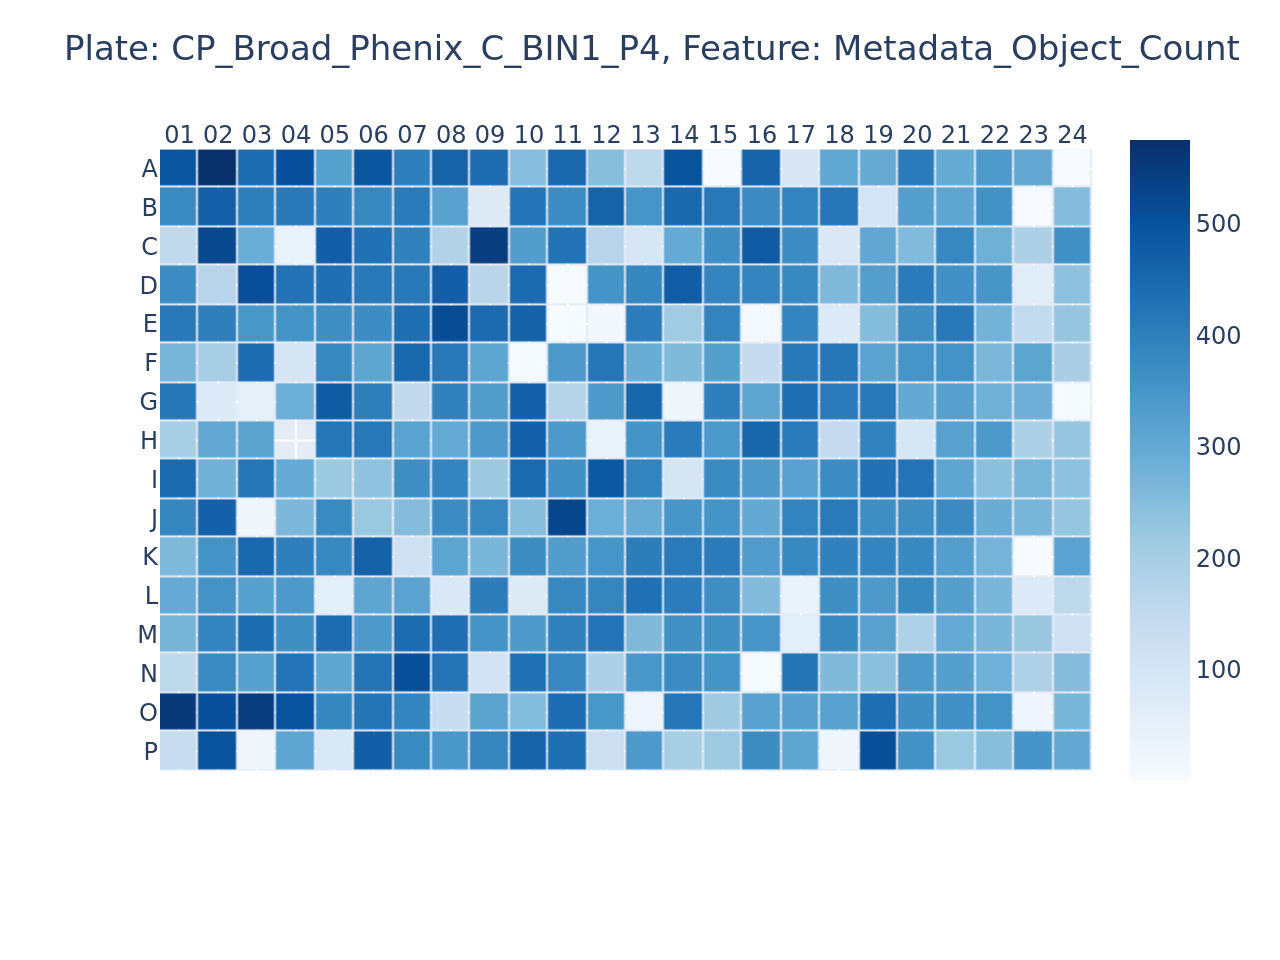 Plate: CP_Broad_Phenix_C_BIN1_P4, Feature: Metadata_Object_Count
01 02 03 04 05 06 07 08 09 10 11 12 13 14 15 16 17 18 19 20 21 22 23 24
A
B
C
D
E
F
G
H
I
J
K
L
M
N
O
P
500
400
300
200
100